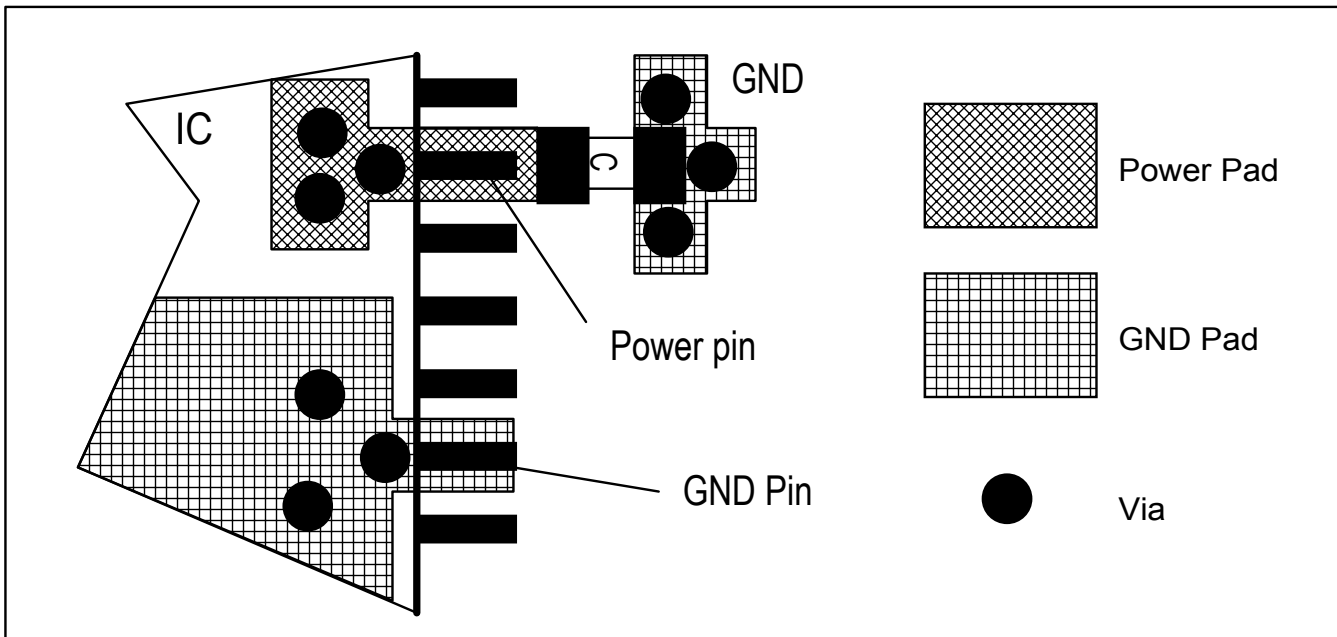 IC
GND
C
Power Pad
Power pin
GND Pad
GND Pin
Via